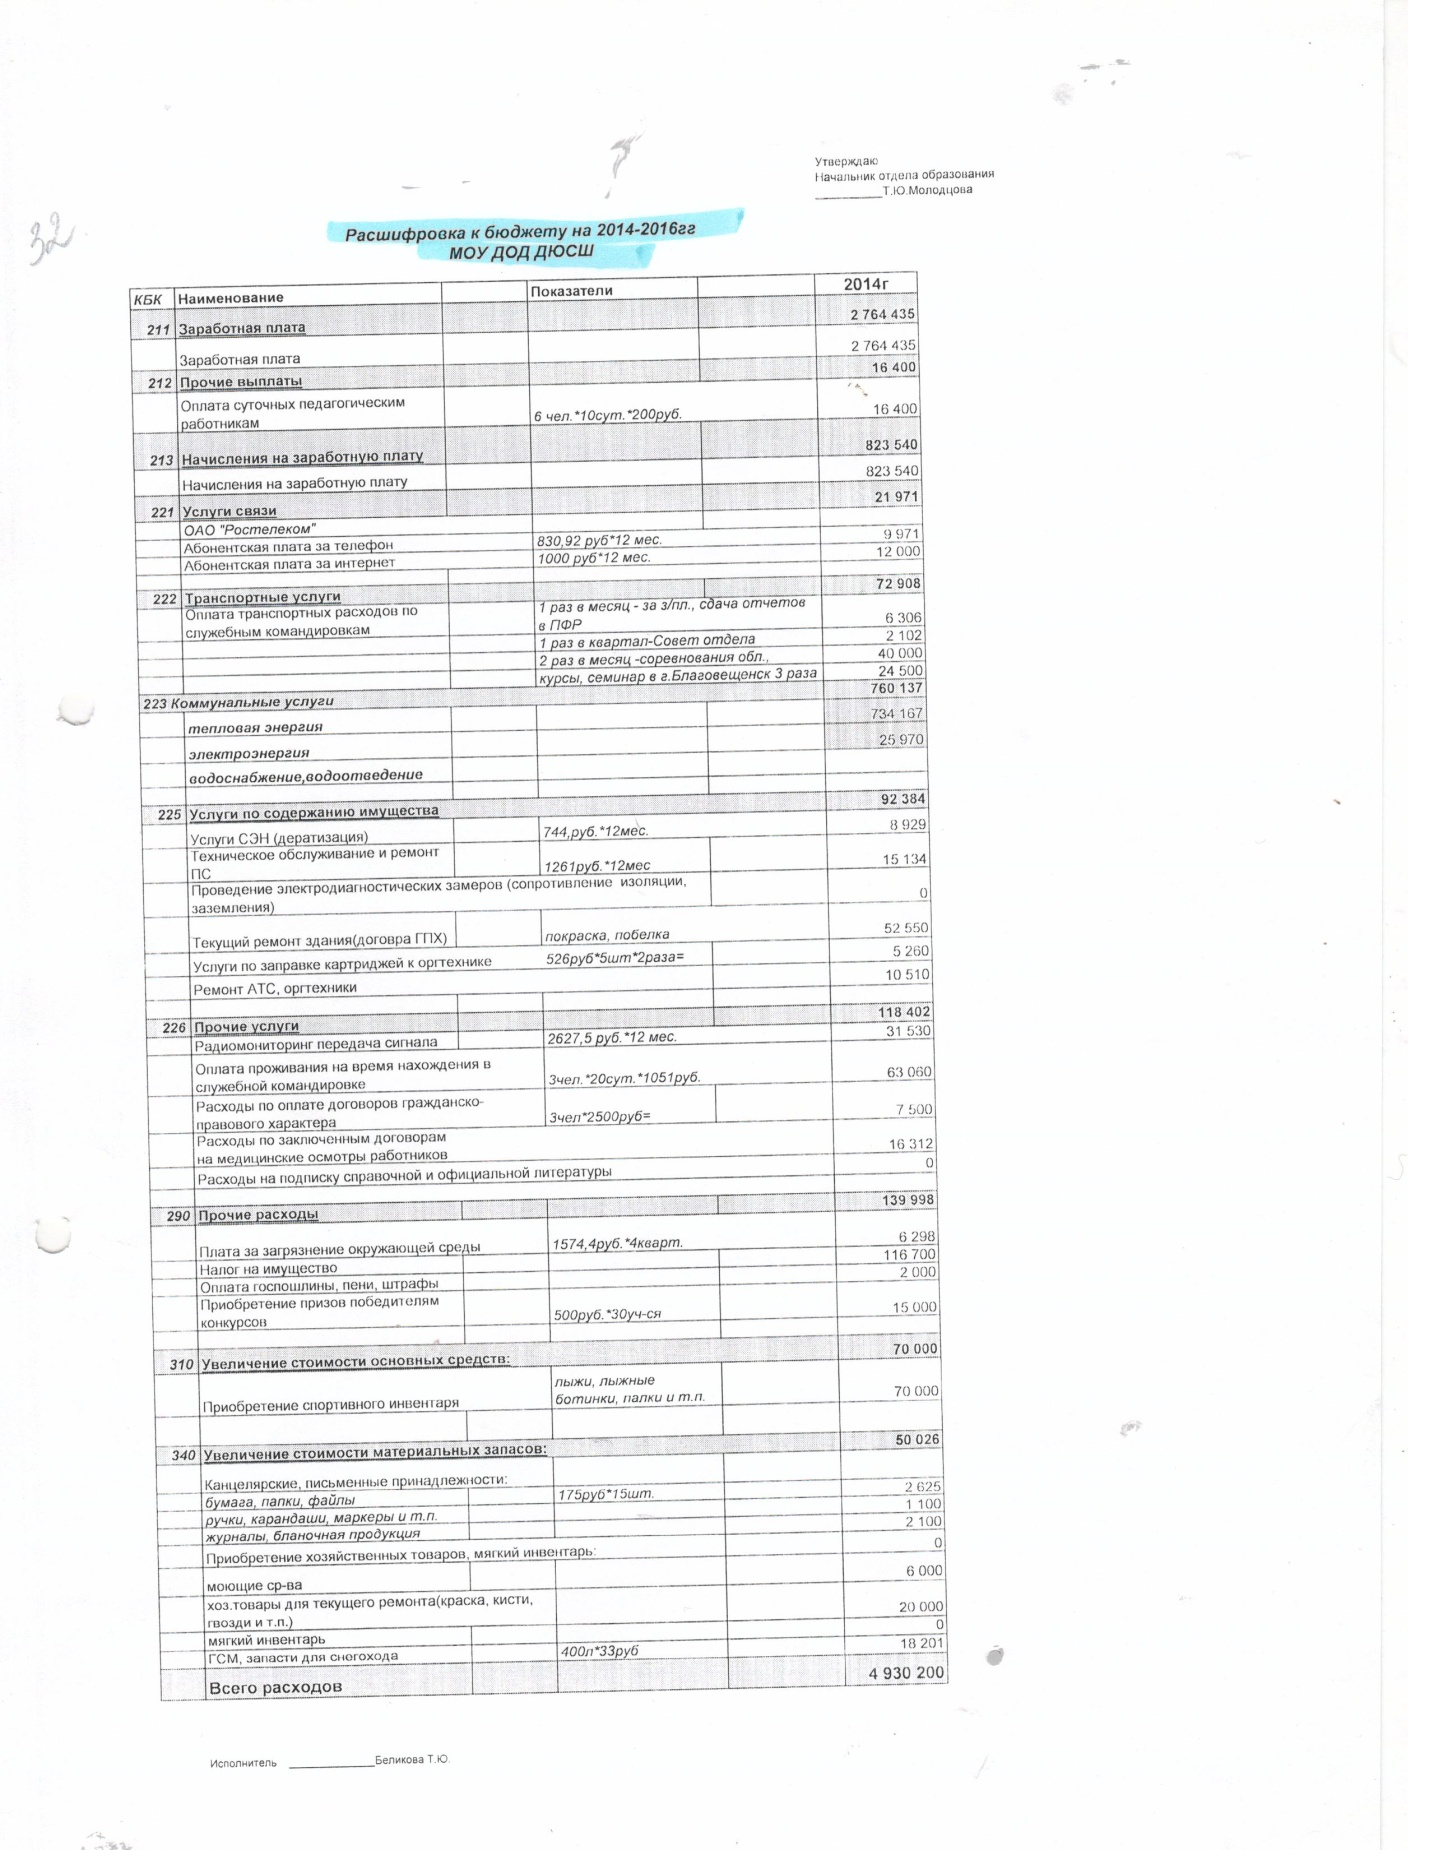 Утверждаю
Начальник отдела образования
__________Т.Ю.Молодцова
32
Расшифровка к бюджету на 2014-2016гг
МОУ ДОД ДЮСШ
КБК Наименование Показатели 2014г
211 Заработная плата 2 764 435
Заработная плата 2 764 435
212 Прочие выплаты 16 400
Оплата суточных педагогическим
работникам 6 чел.*10сут.*200руб. 16 400
213 Начисления на заработную плату 823 540
Начисления на заработную плату 823 540
221 Услуги связи 21 971
ОАО "Ростелеком"
Абонентская плата за телефон 830,92 руб*12 мес. 9 971
Абонентская плата за интернет 1000 руб*12 мес. 12 000
222 Транспортные услуги 72 908
Оплата транспортных расходов по
служебным командировкам
1 раз в месяц - за з/пл., сдача отчетов
в ПФР 6 306
1 раз в квартал-Совет отдела 2 102
2 раз в месяц -соревнования обл., 40 000
курсы, семинар в г.Благовещенск 3 раза 24 500
223 Коммунальные услуги 760 137
тепловая энергия 734 167
электроэнергия 25 970
водоснабжение,водоотведение
225 Услуги по содержанию имущества 92 384
Услуги СЭН (дератизация) 744,руб.*12мес. 8 929
Техническое обслуживание и ремонт
ПС 1261руб.*12мес 15 134
Проведение электродиагностических замеров (сопротивление изоляции,
заземления) 0
Текущий ремонт здания(договра ГПХ) покраска, побелка 52 550
Услуги по заправке картриджей к оргтехнике 526руб*5шт*2раза= 5 260
Ремонт АТС, оргтехники 10 510
226 Прочие услуги 118 402
Радиомониторинг передача сигнала 2627,5 руб.*12 мес. 31 530
Оплата проживания на время нахождения в
служебной командировке 3чел.*20сут.*1051руб. 63 060
Расходы по оплате договоров гражданско-
правового характера 3чел*2500руб= 7 500
Расходы по заключенным договорам
на медицинские осмотры работников 16 312
Расходы на подписку справочной и официальной литературы 0
290 Прочие расходы 139 998
Плата за загрязнение окружающей среды 1574,4руб.*4кварт. 6 298
Налог на имущество 116 700
Оплата госпошлины, пени, штрафы 2 000
Приобретение призов победителям
конкурсов 500руб.*30уч-ся 15 000
310 Увеличение стоимости основных средств: 70 000
лыжи, лыжные
Приобретение спортивного инвентаря ботинки, палки и т.п. 70 000
340 Увеличение стоимости материальных запасов: 50 026
Канцелярские, письменные принадлежности:
бумага, папки, файлы 175руб*15шт. 2 625
ручки, карандаши, маркеры и т.п. 1 100
журналы, бланочная продукция 2 100
Приобретение хозяйственных товаров, мягкий инвентарь: 0
моющие ср-ва 6 000
хоз.товары для текущего ремонта(краска, кисти,
гвозди и т.п.) 20 000
мягкий инвентарь 0
ГСМ, запасти для снегохода 400л*33руб 18 201
Всего расходов 4 930 200
Исполнитель _____________Беликова Т.Ю.